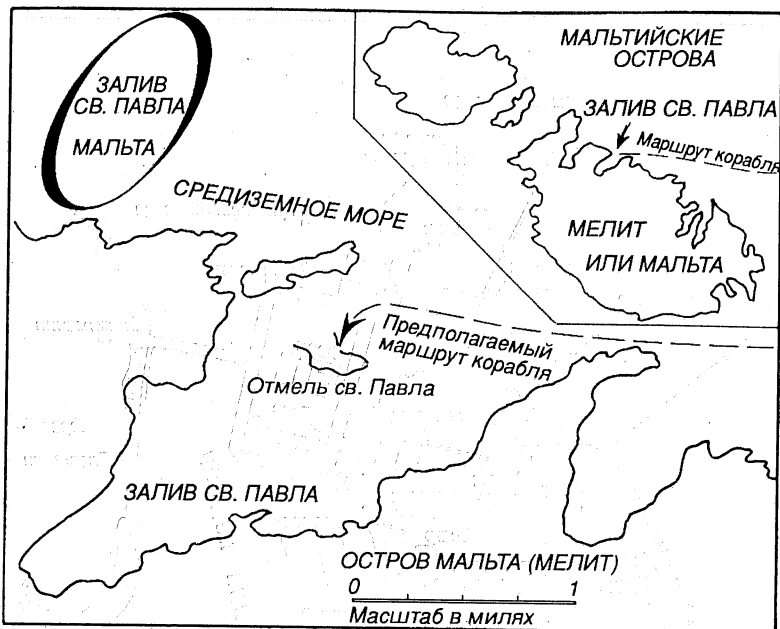 ЗАЛИВ
СВ. ПАВЛА
МАЛЬТА
МАЛЬТИЙСКИЕ
ОСТРОВА
ЗАЛИВ СВ. ПАВЛА
Маршрут корабля
МЕЛИТ
ИЛИ МАЛЬТА
СРЕДИЗЕМНОЕ МОРЕ
Предполагаемый
маршрут корабля
Отмель св. Павла
ЗАЛИВ СВ. ПАВЛА
ОСТРОВ МАЛЬТА (МЕЛИТ)
0 1
Масштаб в милях